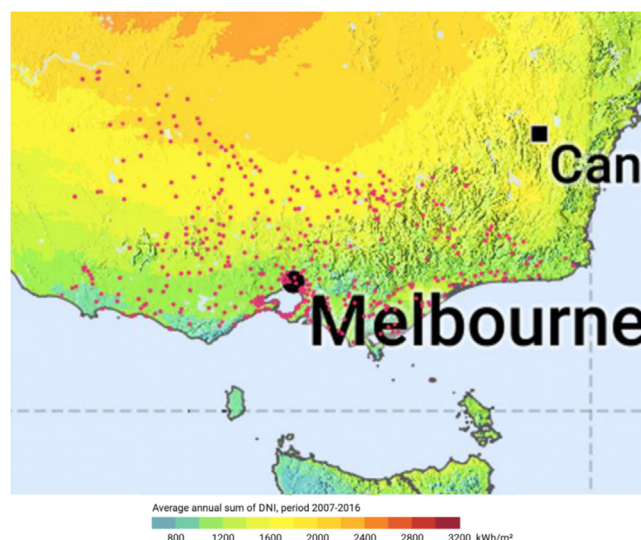 Can
Melbourne
Average annual sum of DNI, period 2007-2016
800 1200 1600 2000 2400 2800 3200 kWh/m²